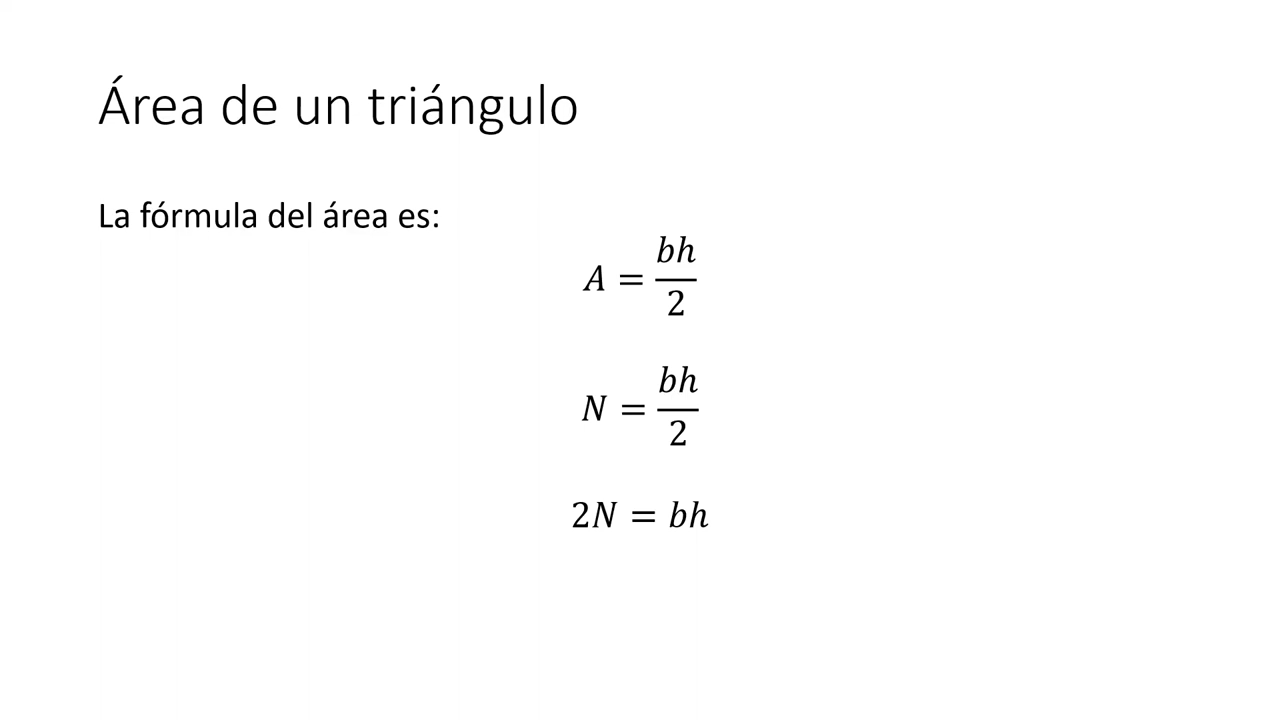 Área de un triángulo
La fórmula del área es:
A = bh/2
N = bh/2
2N = bh